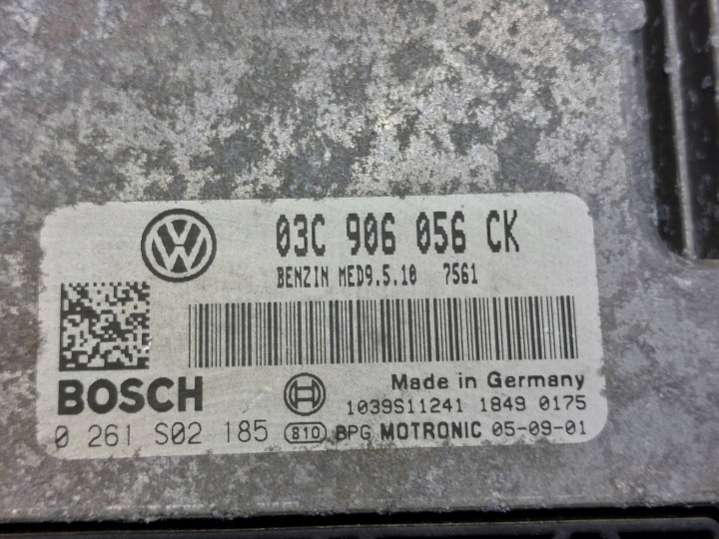 03C 906 056 CK
BENZIN MED9.5.10 7561
BOSCH
Made in Germany
1039S11241 1849 0175
0 261 S02 185 810 BPG MOTRONIC 05-09-01